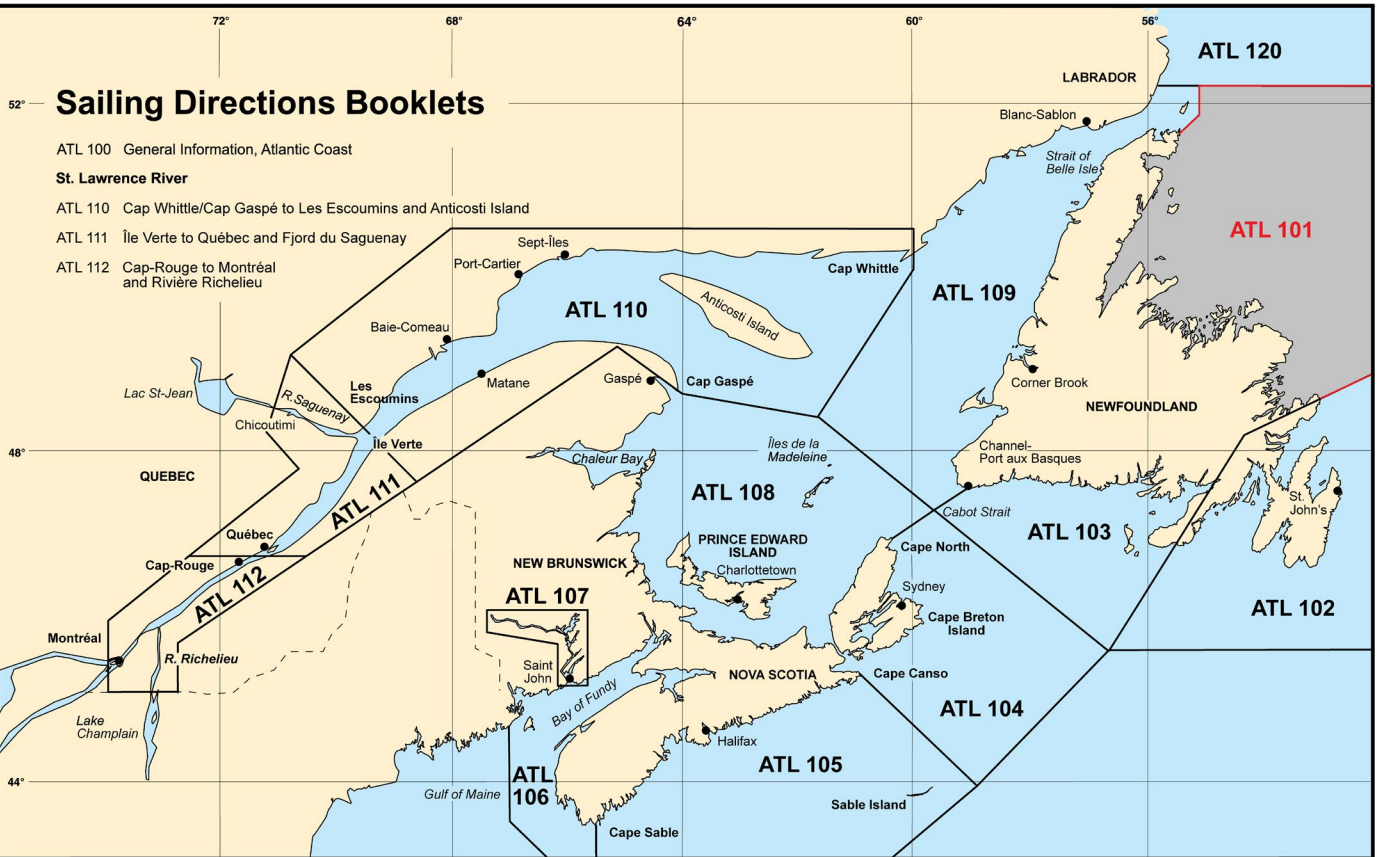 72°
68°
64°
60°
56°
ATL 120
LABRADOR
52°
Sailing Directions Booklets
Blanc-Sablon
ATL 100 General Information, Atlantic Coast
Strait of
Belle Isle
St. Lawrence River
ATL 110 Cap Whittle/Cap Gaspé to Les Escoumins and Anticosti Island
ATL 101
ATL 111 Île Verte to Québec and Fjord du Saguenay
ATL 112 Cap-Rouge to Montréal
and Rivière Richelieu
Sept-Îles
Port-Cartier
Cap Whittle
ATL 109
ATL 110
Anticosti Island
Baie-Comeau
Matane
Gaspé
Cap Gaspé
Corner Brook
NEWFOUNDLAND
Lac St-Jean
R.Saguenay
Les
Escoumins
Chicoutimi
Île Verte
48°
Chaleur Bay
Îles de la
Madeleine
Channel-
Port aux Basques
QUEBEC
ATL 111
ATL 108
St.
John's
Cabot Strait
ATL 103
Québec
Cap-Rouge
NEW BRUNSWICK
PRINCE EDWARD
ISLAND
Charlottetown
Cape North
ATL 112
ATL 107
Sydney
Cape Breton
Island
ATL 102
Montréal
R. Richelieu
Saint
John
NOVA SCOTIA
Cape Canso
Bay of Fundy
ATL 104
Lake
Champlain
Halifax
ATL 105
44°
Gulf of Maine
ATL
106
Sable Island
Cape Sable